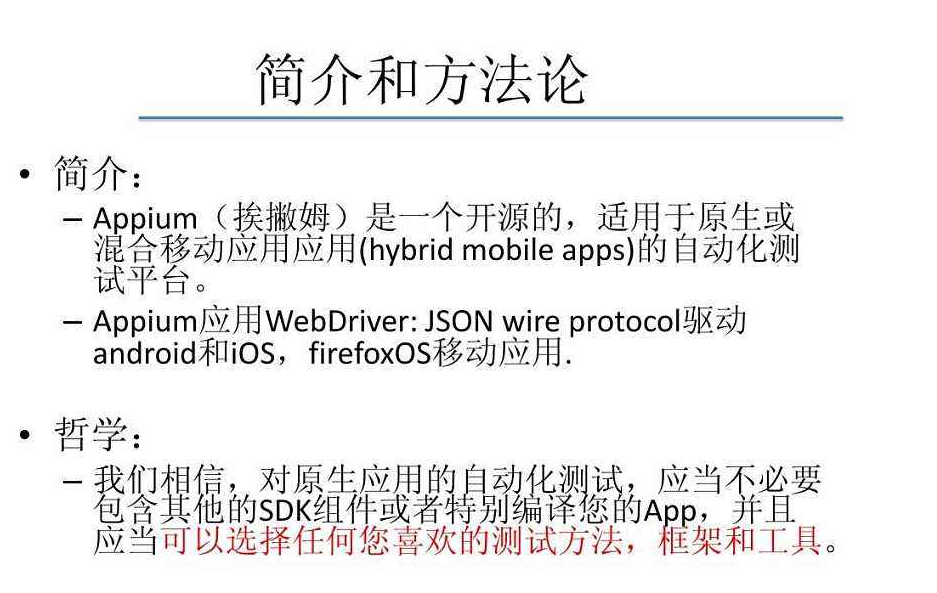 简介和方法论
• 简介：
– Appium（挨撇姆）是一个开源的，适用于原生或
混合移动应用应用(hybrid mobile apps)的自动化测
试平台。
– Appium应用WebDriver: JSON wire protocol驱动
android和iOS，firefoxOS移动应用.
• 哲学：
– 我们相信，对原生应用的自动化测试，应当不必要
包含其他的SDK组件或者特别编译您的App，并且
应当可以选择任何您喜欢的测试方法，框架和工具。